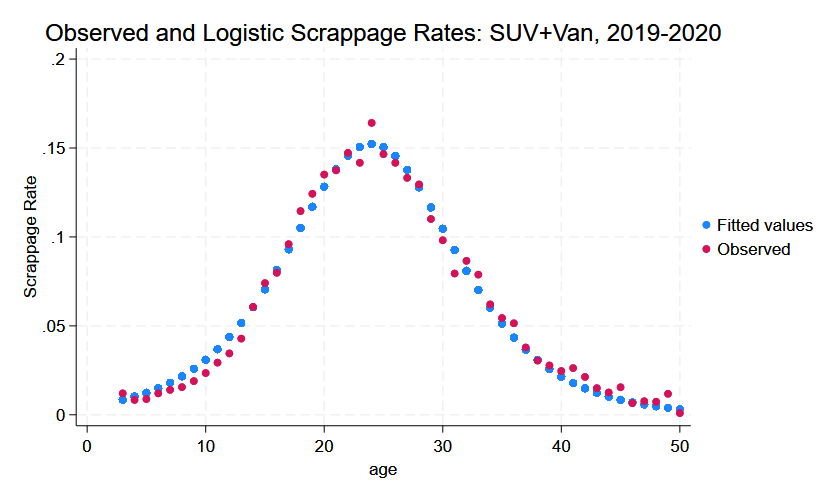 Observed and Logistic Scrappage Rates: SUV+Van, 2019-2020
.2
.15
.1
.05
0
Scrappage Rate
0 10 20 30 40 50
age
Fitted values
Observed